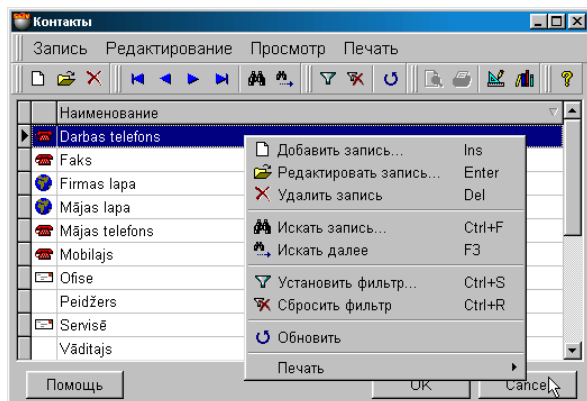 Контакты
Запись Редактирование Просмотр Печать
Наименование
Darbas telefons
Faks
Firmas lapa
Mājas lapa
Mājas telefons
Mobilajs
Ofise
Peidžers
Servisē
Vāditajs
Добавить запись... Ins
Редактировать запись... Enter
Удалить запись Del
Искать запись... Ctrl+F
Искать далее F3
Установить фильтр... Ctrl+S
Сбросить фильтр Ctrl+R
Обновить
Печать
Помощь OK Cancel